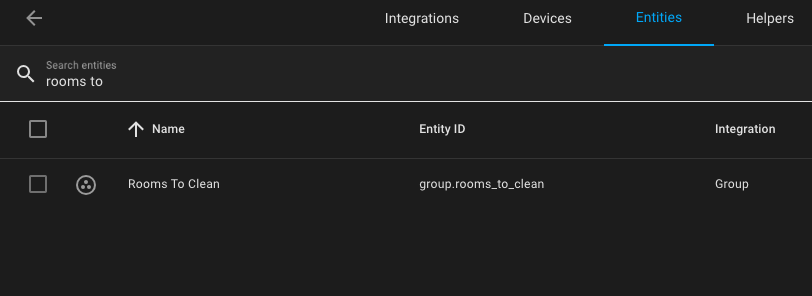 Integrations Devices Entities Helpers
Search entities
rooms to
Name Entity ID Integration
Rooms To Clean group.rooms_to_clean Group